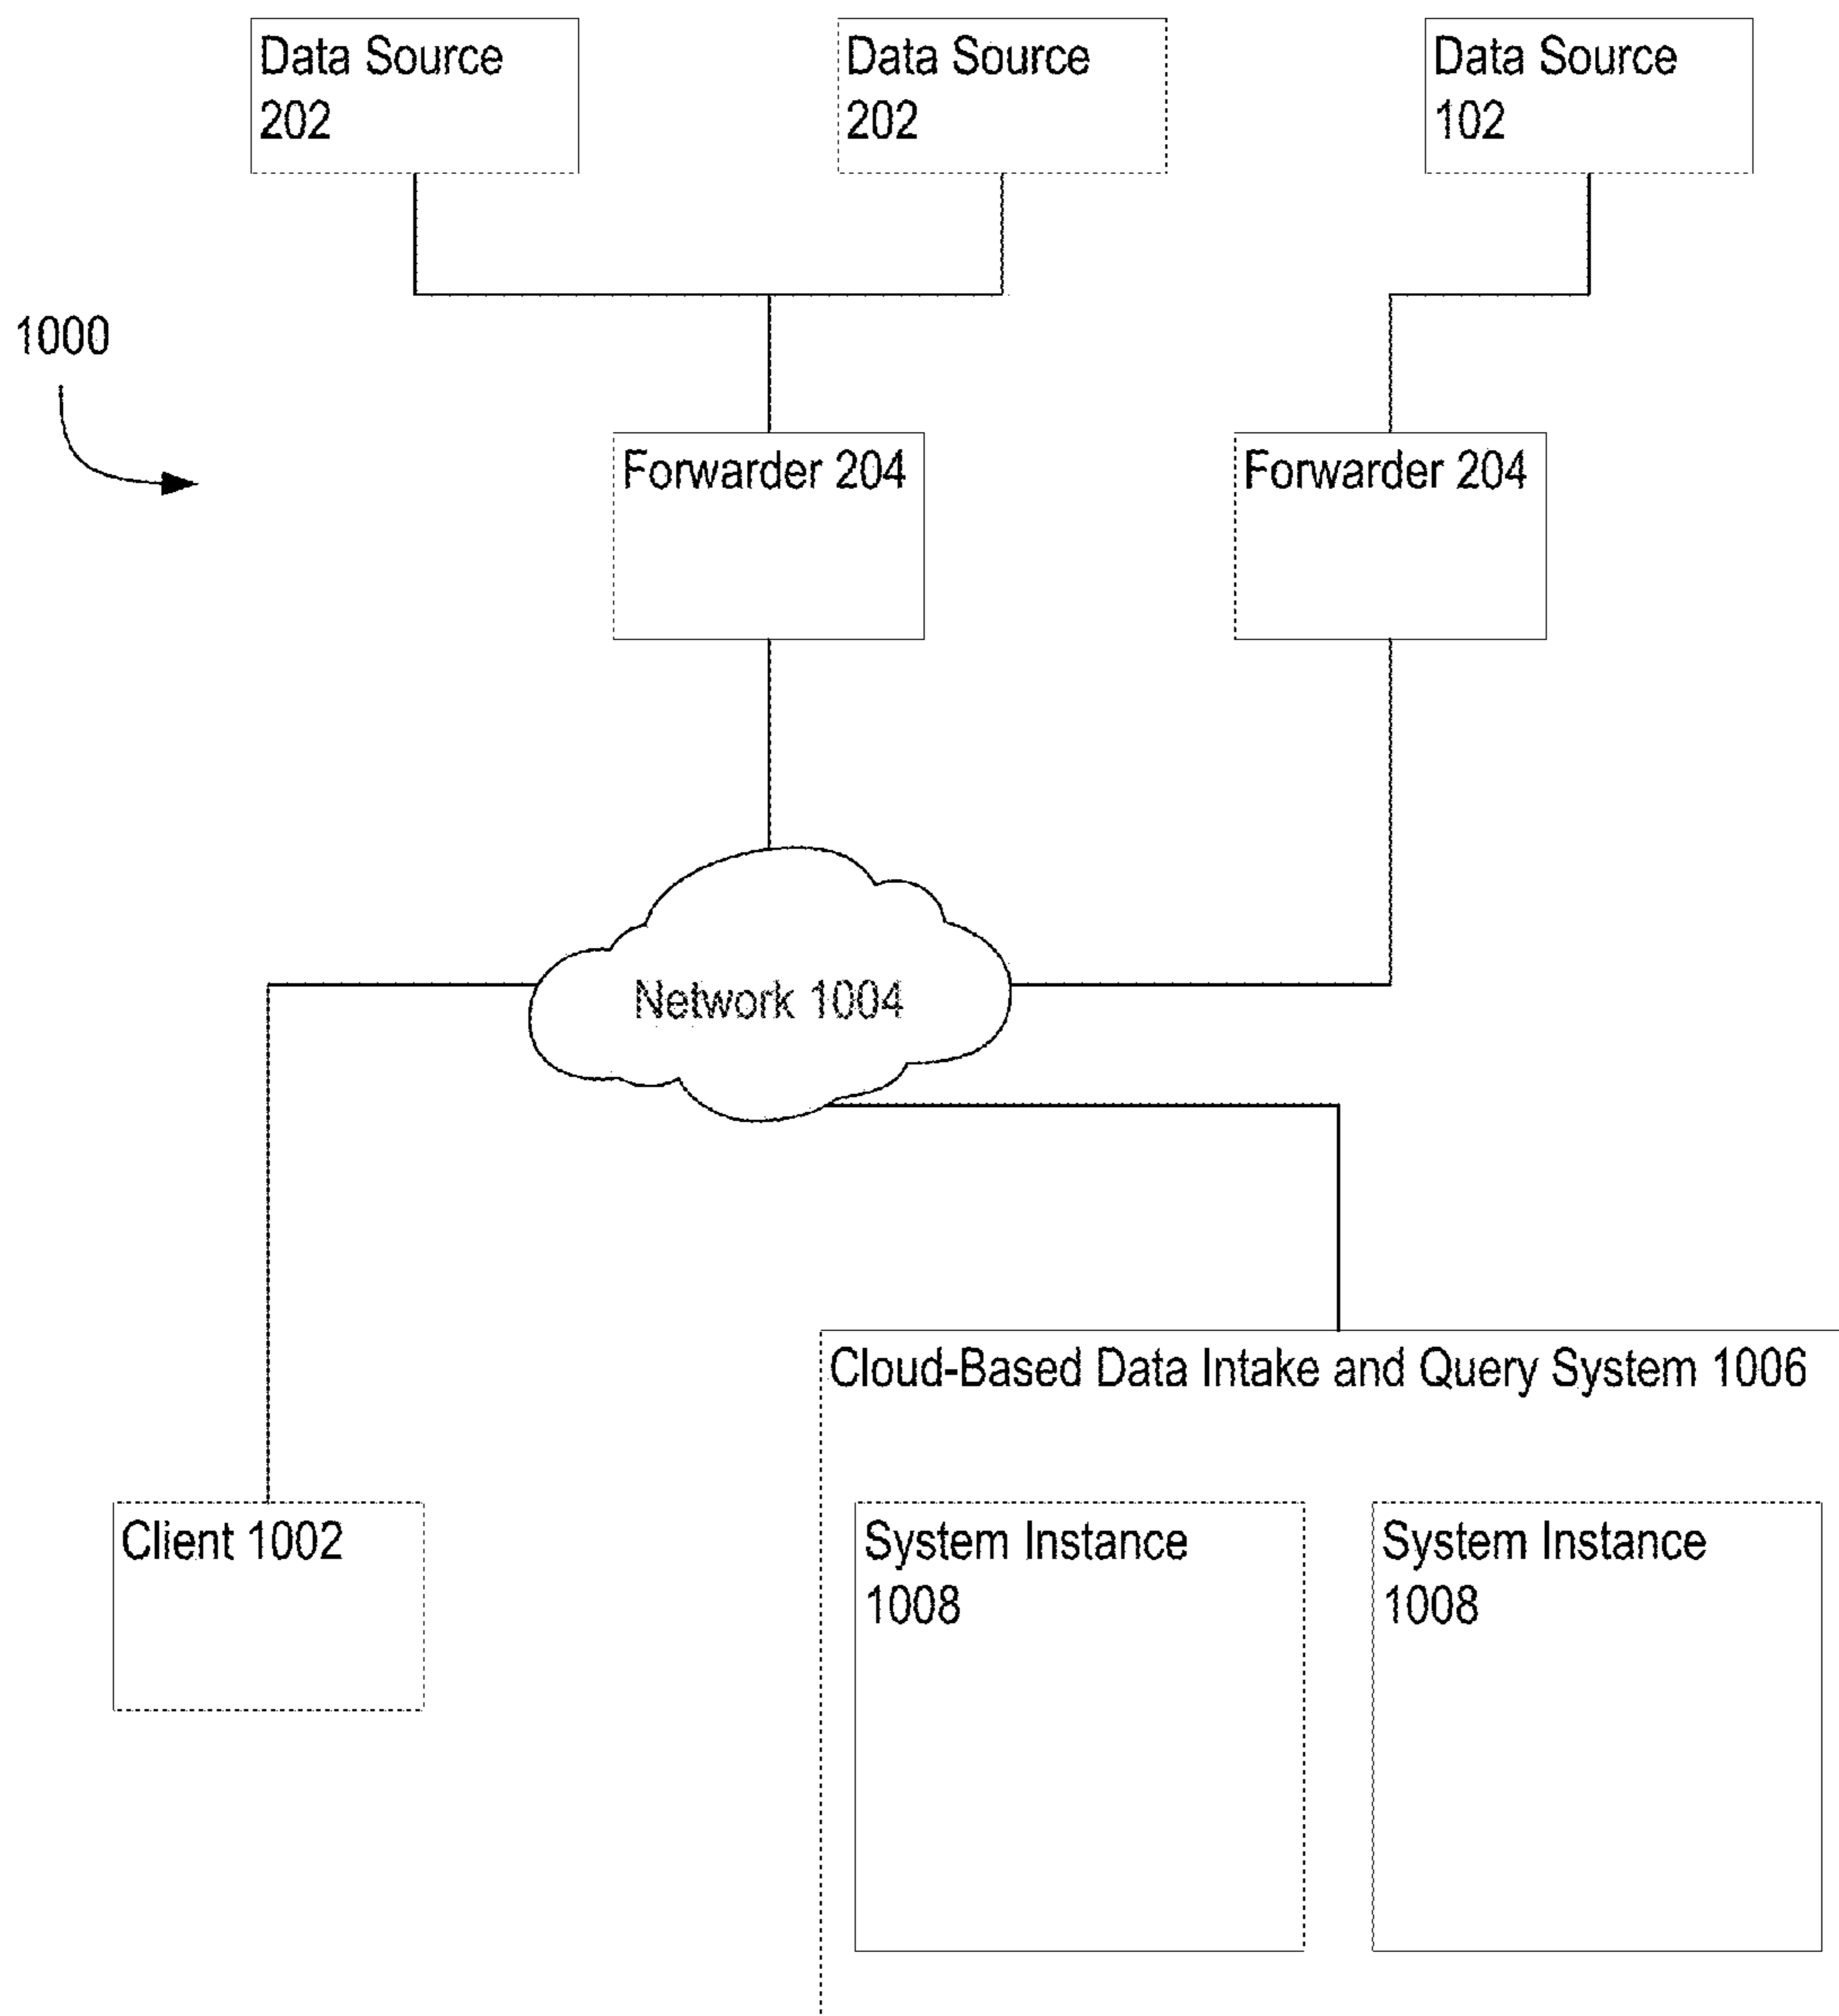 Data Source
202
Data Source
202
Data Source
102
1000
Forwarder 204
Forwarder 204
Network 1004
Cloud-Based Data Intake and Query System 1006
Client 1002
System Instance
1008
System Instance
1008